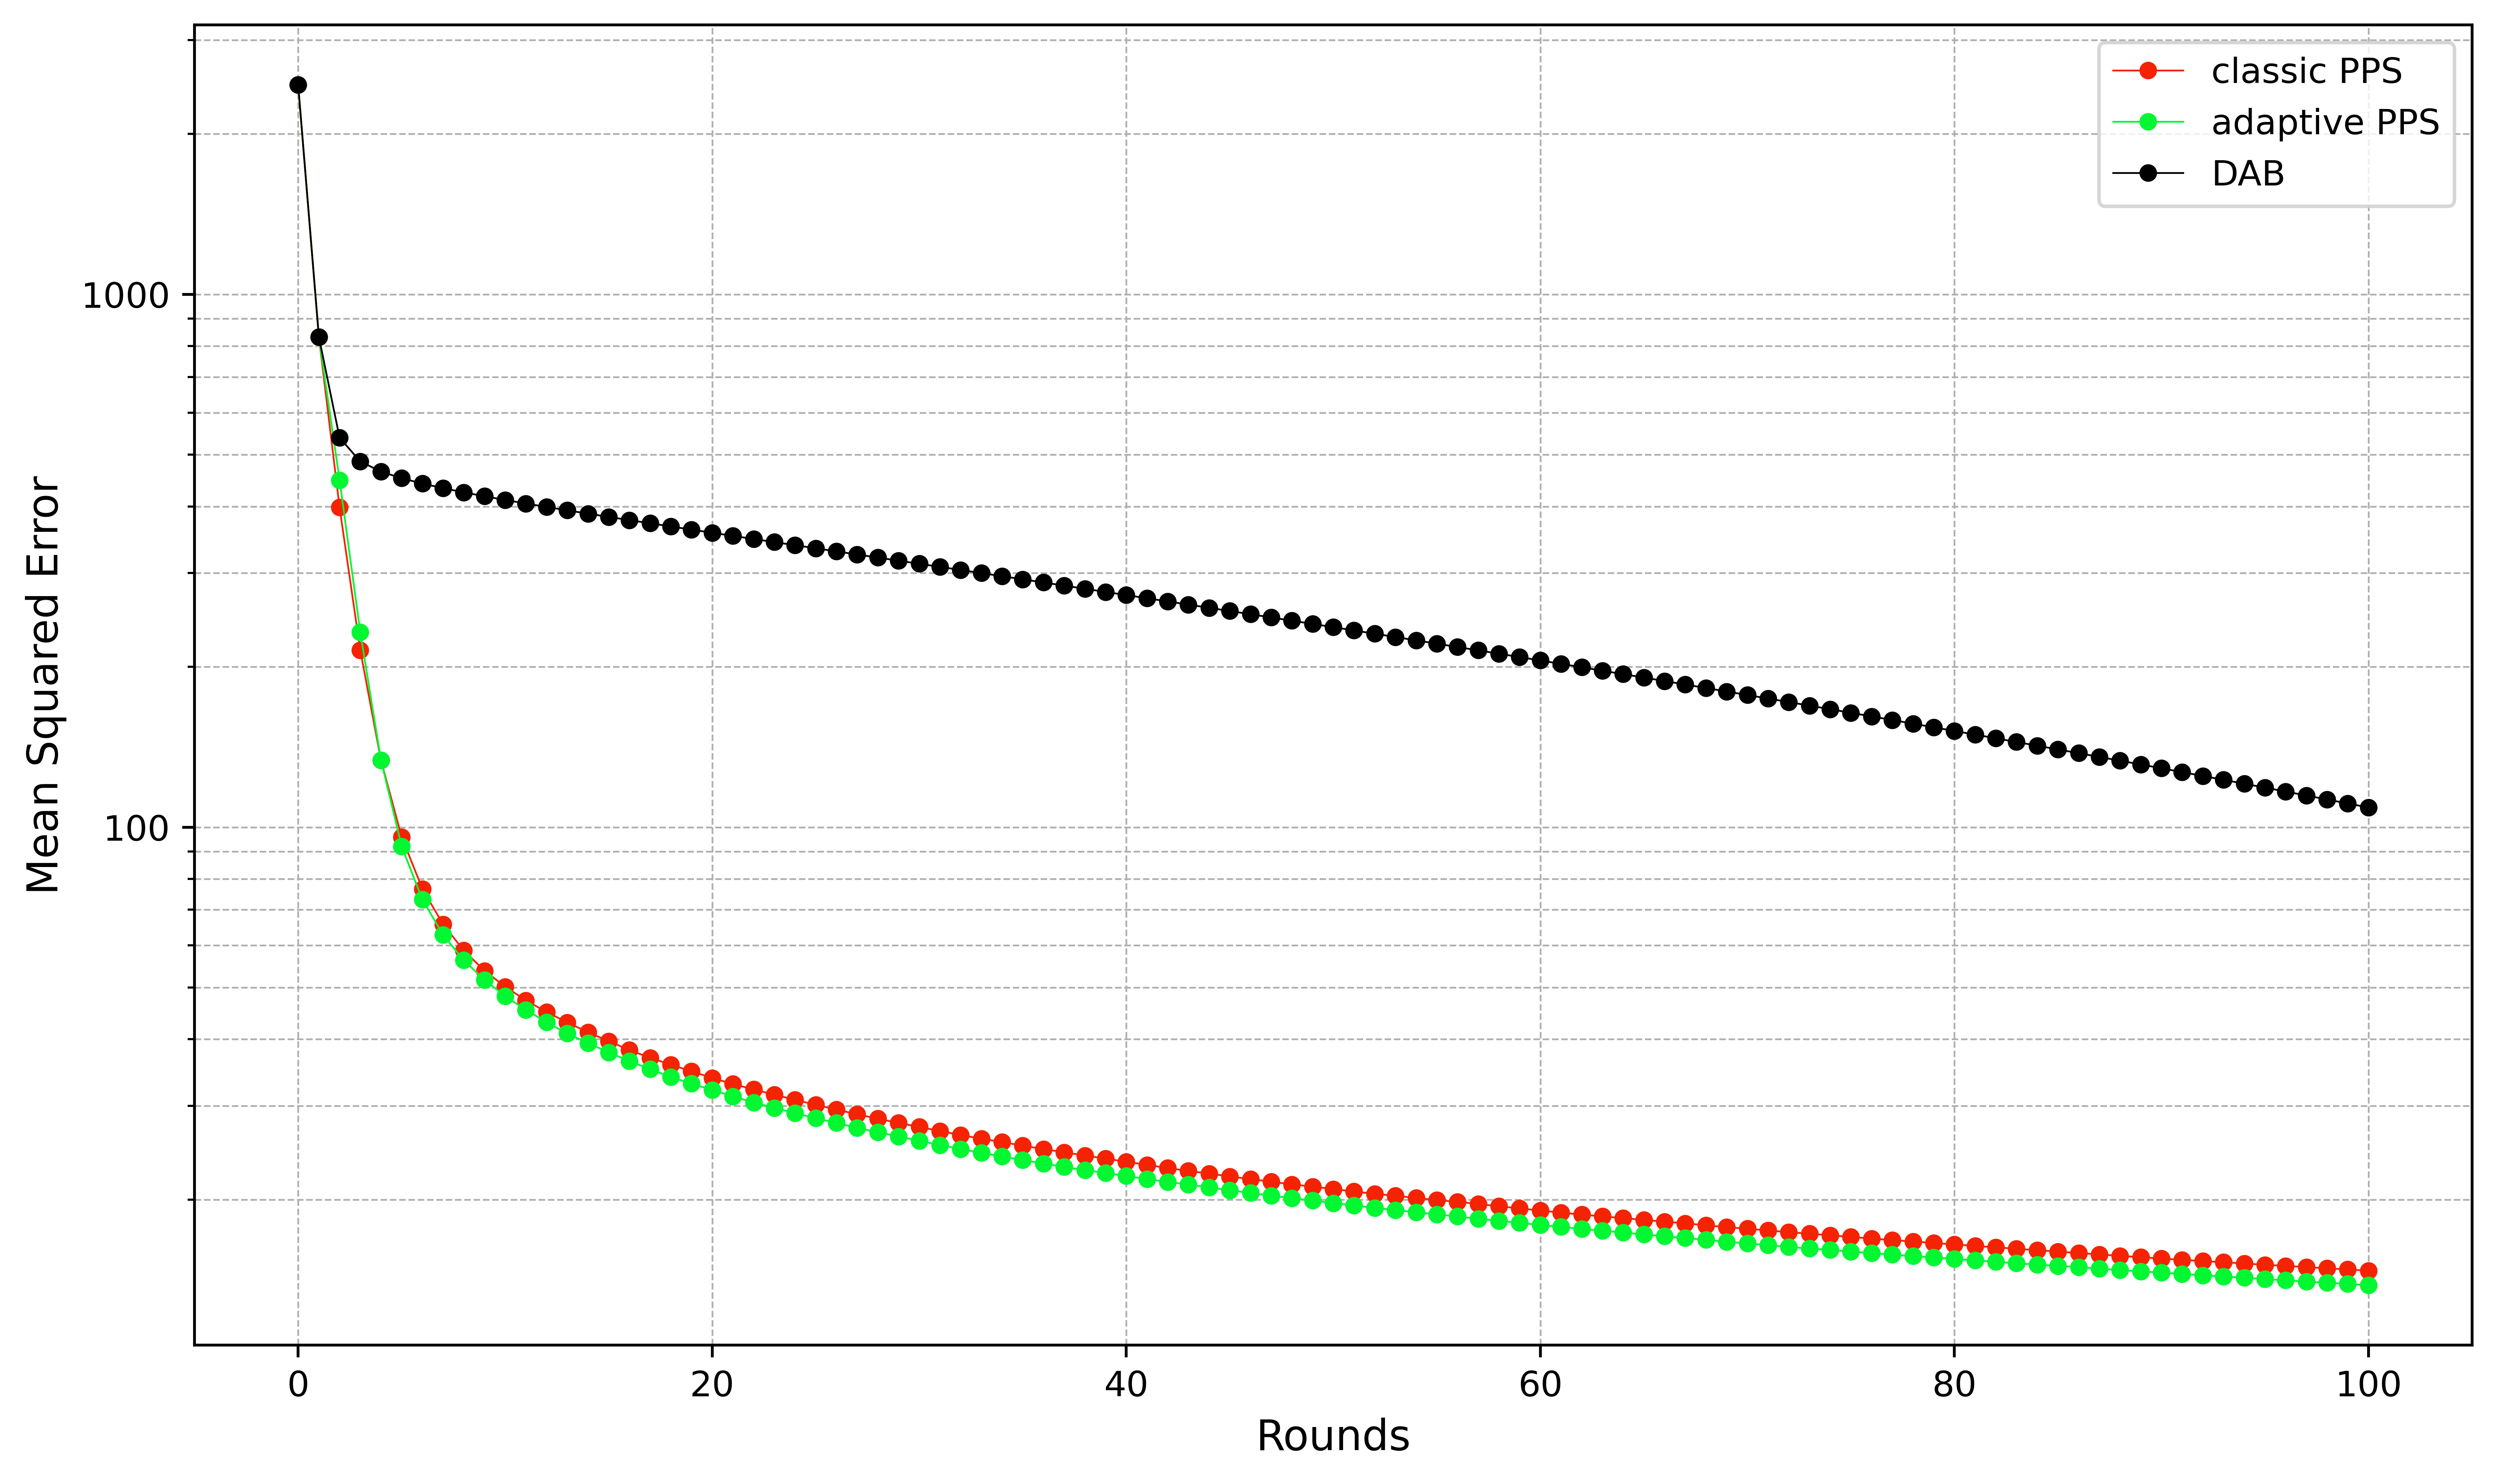 classic PPS
adaptive PPS
DAB
1000
100
Mean Squared Error
0 20 40 60 80 100
Rounds